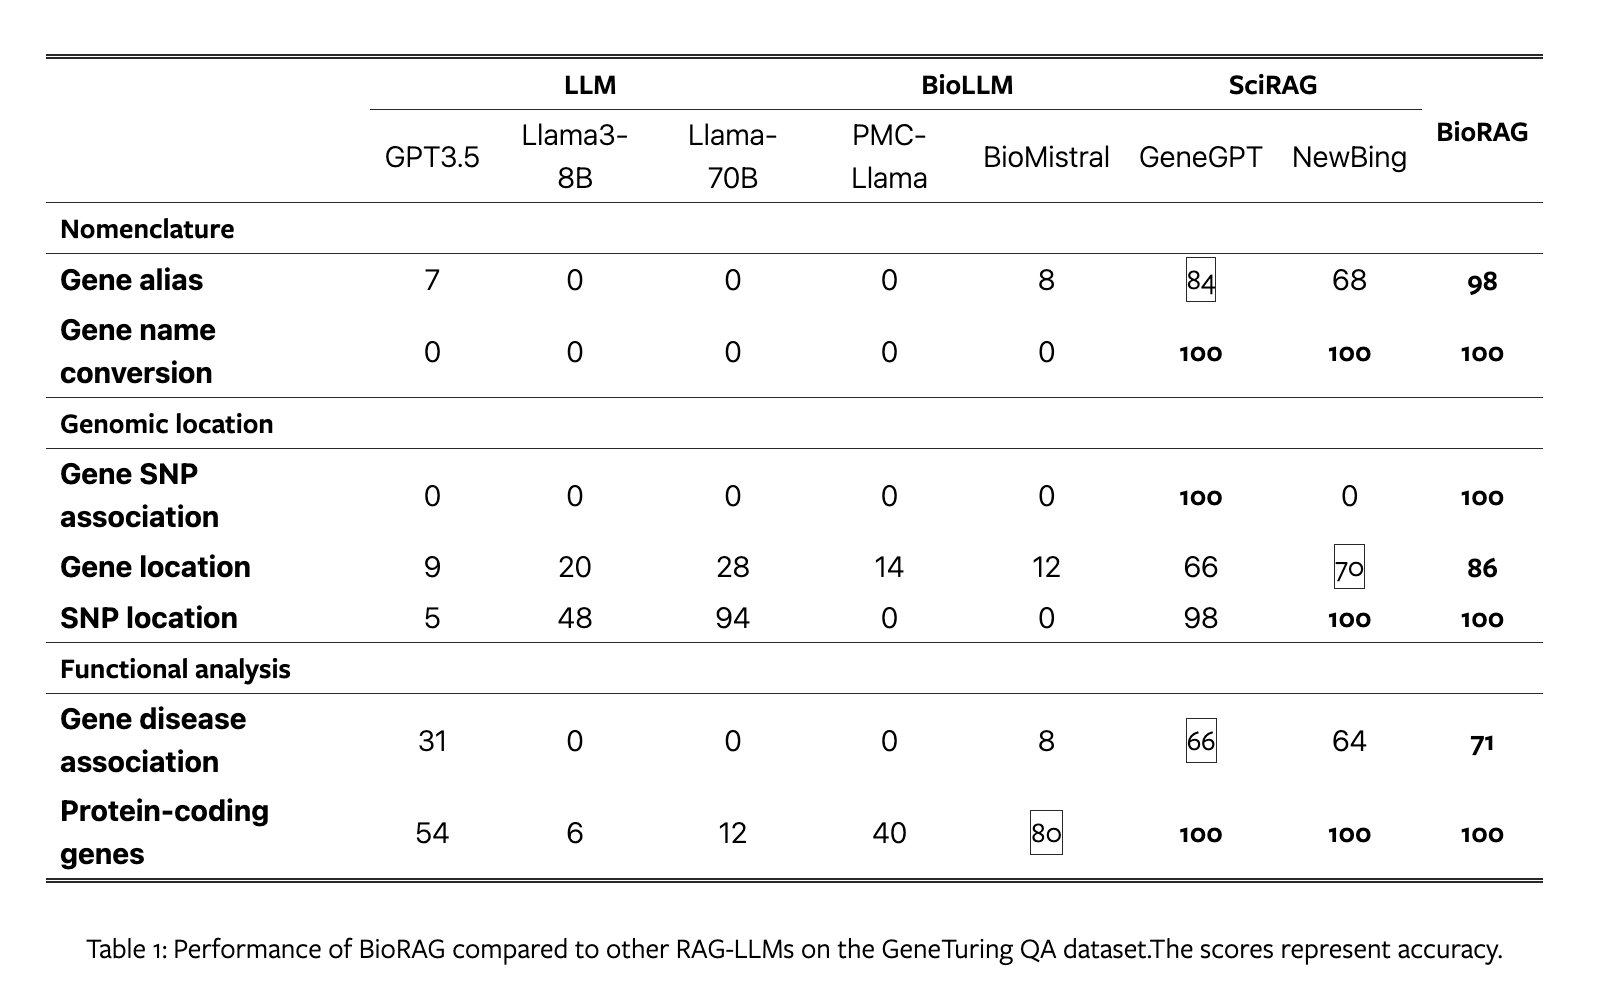 LLM BioLLM SciRAG BioRAG
GPT3.5 Llama3-8B Llama-70B PMC-Llama BioMistral GeneGPT NewBing
Nomenclature
Gene alias 7 0 0 0 8 84 68 98
Gene name conversion 0 0 0 0 0 100 100 100
Genomic location
Gene SNP association 0 0 0 0 0 100 0 100
Gene location 9 20 28 14 12 66 70 86
SNP location 5 48 94 0 0 98 100 100
Functional analysis
Gene disease association 31 0 0 0 8 66 64 71
Protein-coding genes 54 6 12 40 80 100 100 100
Table 1: Performance of BioRAG compared to other RAG-LLMs on the GeneTuring QA dataset.The scores represent accuracy.